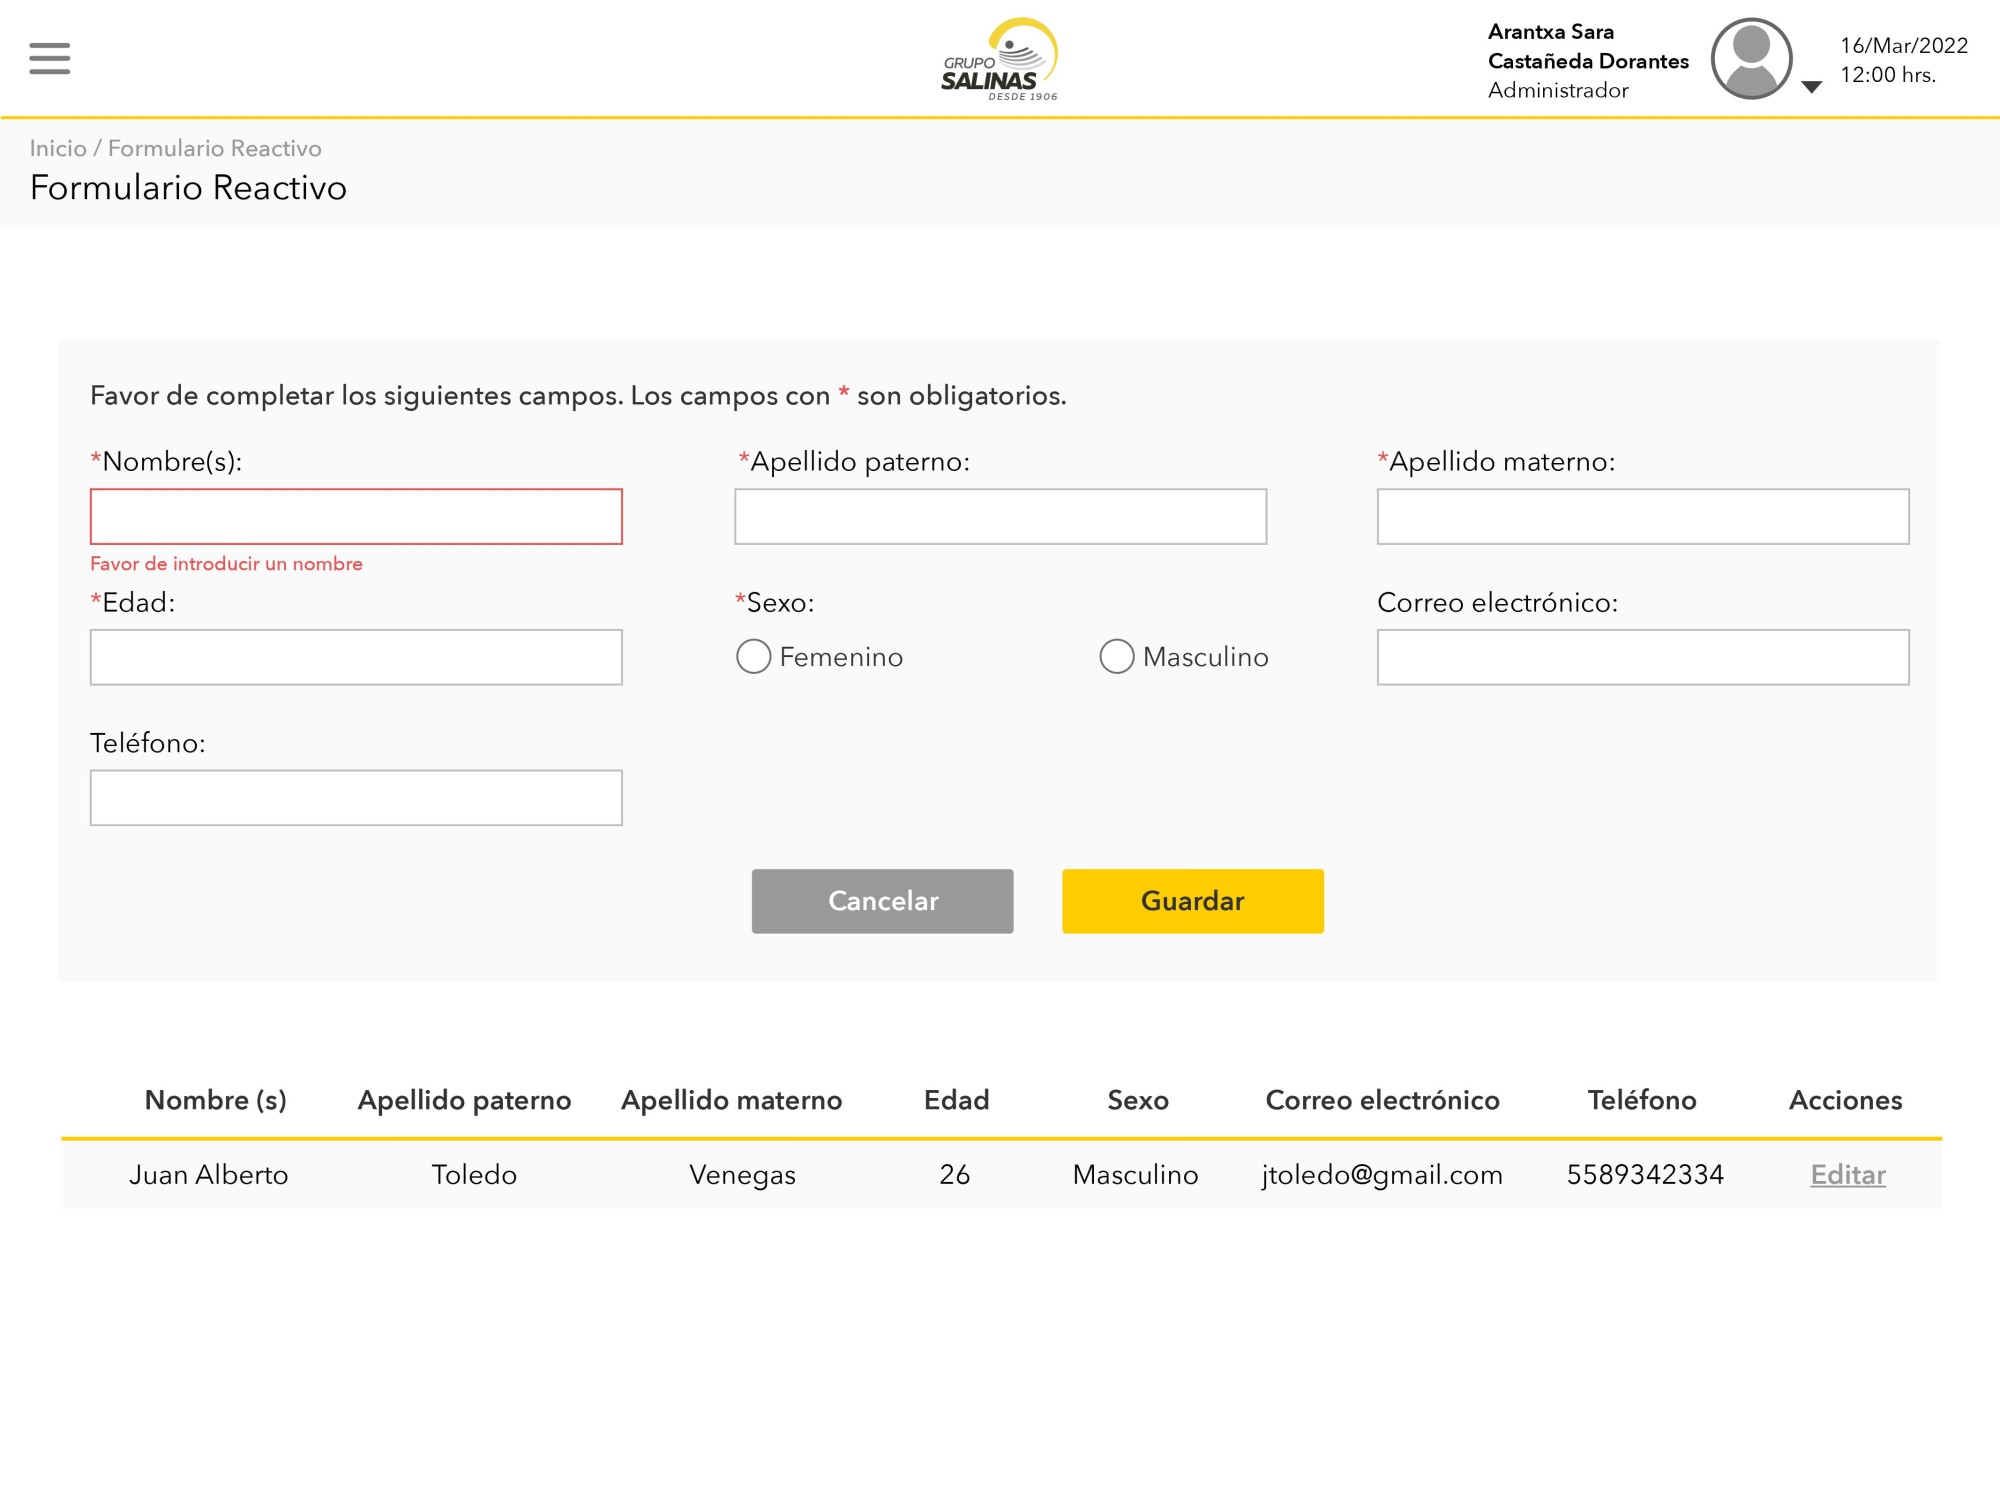 GRUPO
SALINAS
DESDE 1906
Arantxa Sara
Castañeda Dorantes
Administrador
16/Mar/2022
12:00 hrs.
Inicio / Formulario Reactivo
Formulario Reactivo
Favor de completar los siguientes campos. Los campos con * son obligatorios.
*Nombre(s): *Apellido paterno: *Apellido materno:
Favor de introducir un nombre
*Edad: *Sexo: Correo electrónico:
Femenino Masculino
Teléfono:
Cancelar Guardar
Nombre (s) Apellido paterno Apellido materno Edad Sexo Correo electrónico Teléfono Acciones
Juan Alberto Toledo Venegas 26 Masculino jtoledo@gmail.com 5589342334 Editar